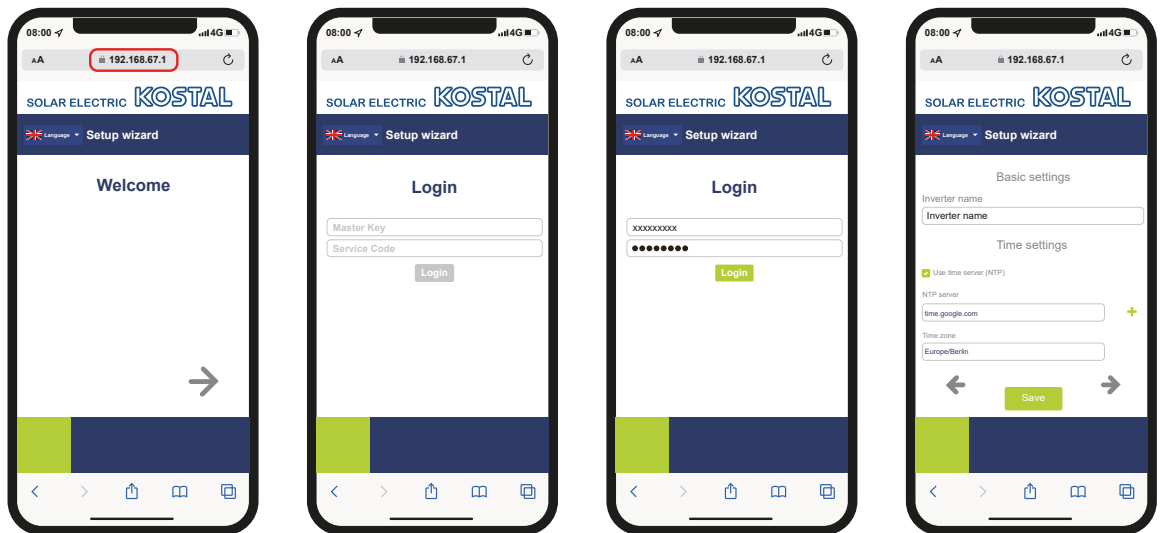 08:00 4G
AA 192.168.67.1
SOLAR ELECTRIC KOSTAL
Language Setup wizard
Welcome
08:00 4G
AA 192.168.67.1
SOLAR ELECTRIC KOSTAL
Language Setup wizard
Login
Master Key
Service Code
Login
08:00 4G
AA 192.168.67.1
SOLAR ELECTRIC KOSTAL
Language Setup wizard
Login
xxxxxxxxx
●●●●●●●●
Login
08:00 4G
AA 192.168.67.1
SOLAR ELECTRIC KOSTAL
Language Setup wizard
Basic settings
Inverter name
Inverter name
Time settings
Use time server (NTP)
NTP server
time.google.com
+
Time zone
Europe/Berlin
Save